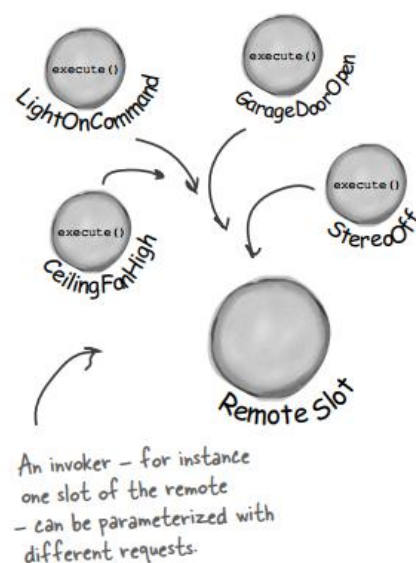 execute()
LightOnCommand
execute()
GarageDoorOpen
execute()
CeilingFanHigh
execute()
StereoOff
Remote Slot
An invoker – for instance
one slot of the remote
– can be parameterized with
different requests.